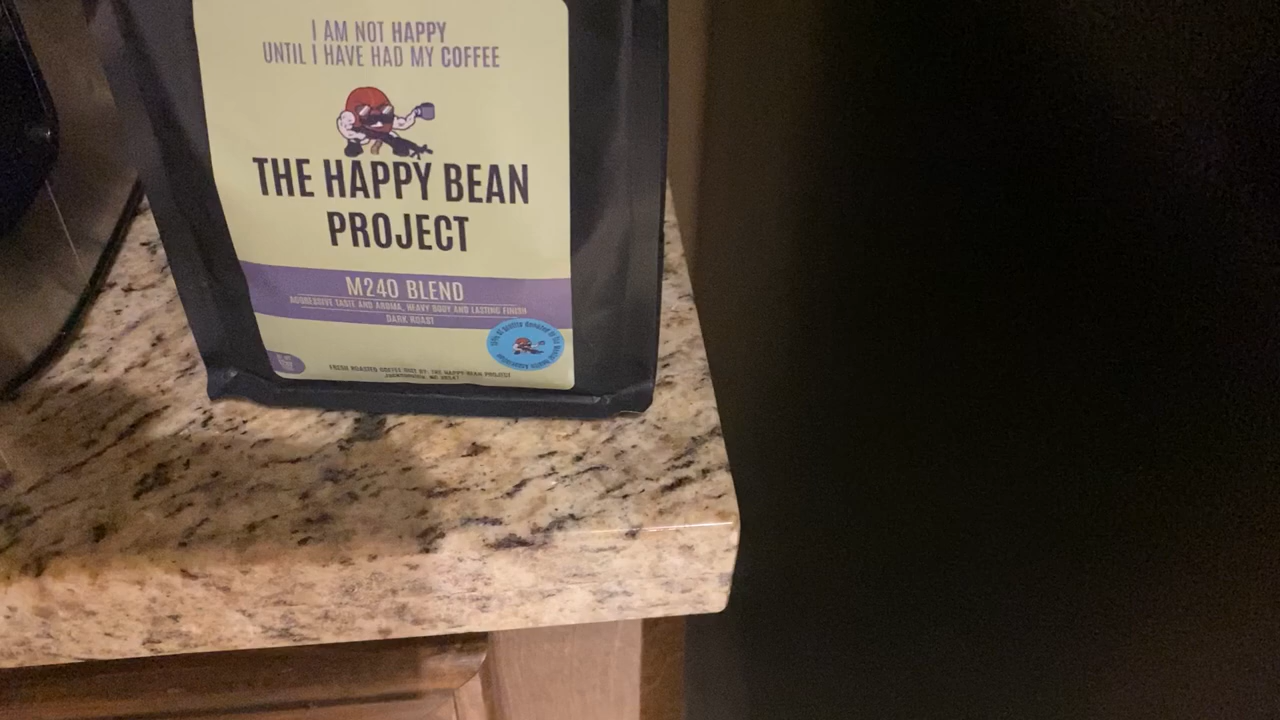 I AM NOT HAPPY
UNTIL I HAVE HAD MY COFFEE
THE HAPPY BEAN
PROJECT
M240 BLEND
AGGRESSIVE TASTE AND AROMA, HEAVY BODY AND LASTING FINISH
DARK ROAST
FRESH ROASTED COFFEE BY: THE HAPPY BEAN PROJECT